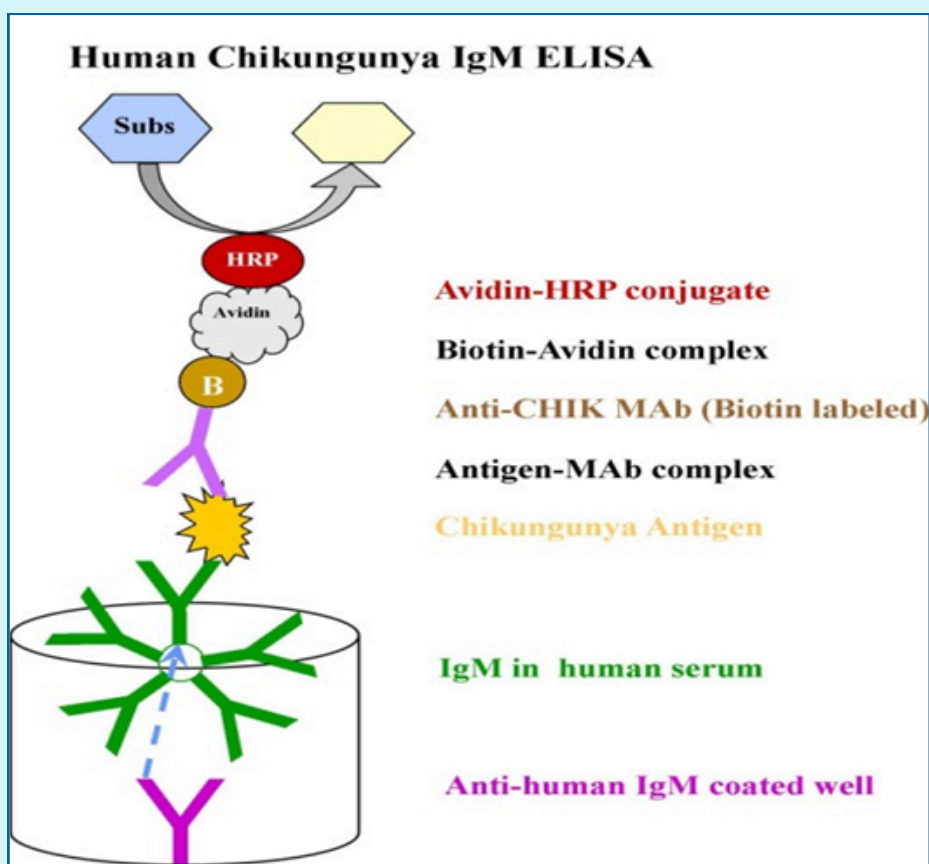 Human Chikungunya IgM ELISA
Subs
HRP
Avidin
B
Avidin-HRP conjugate
Biotin-Avidin complex
Anti-CHIK MAb (Biotin labeled)
Antigen-MAb complex
Chikungunya Antigen
IgM in human serum
Anti-human IgM coated well